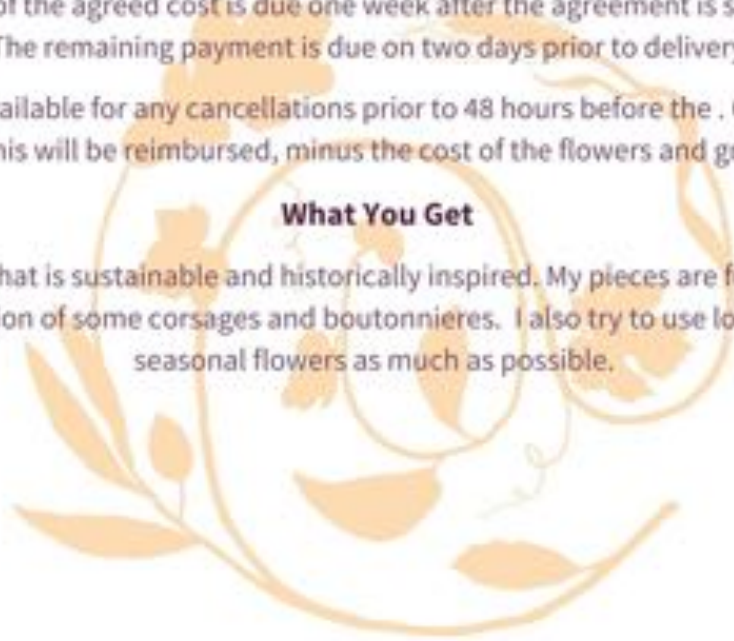 of the agreed cost is due one week after the agreement is s
The remaining payment is due on two days prior to delivery
ailable for any cancellations prior to 48 hours before the .
his will be reimbursed, minus the cost of the flowers and g
What You Get
hat is sustainable and historically inspired. My pieces are f
ion of some corsages and boutonnieres. I also try to use lo
seasonal flowers as much as possible.